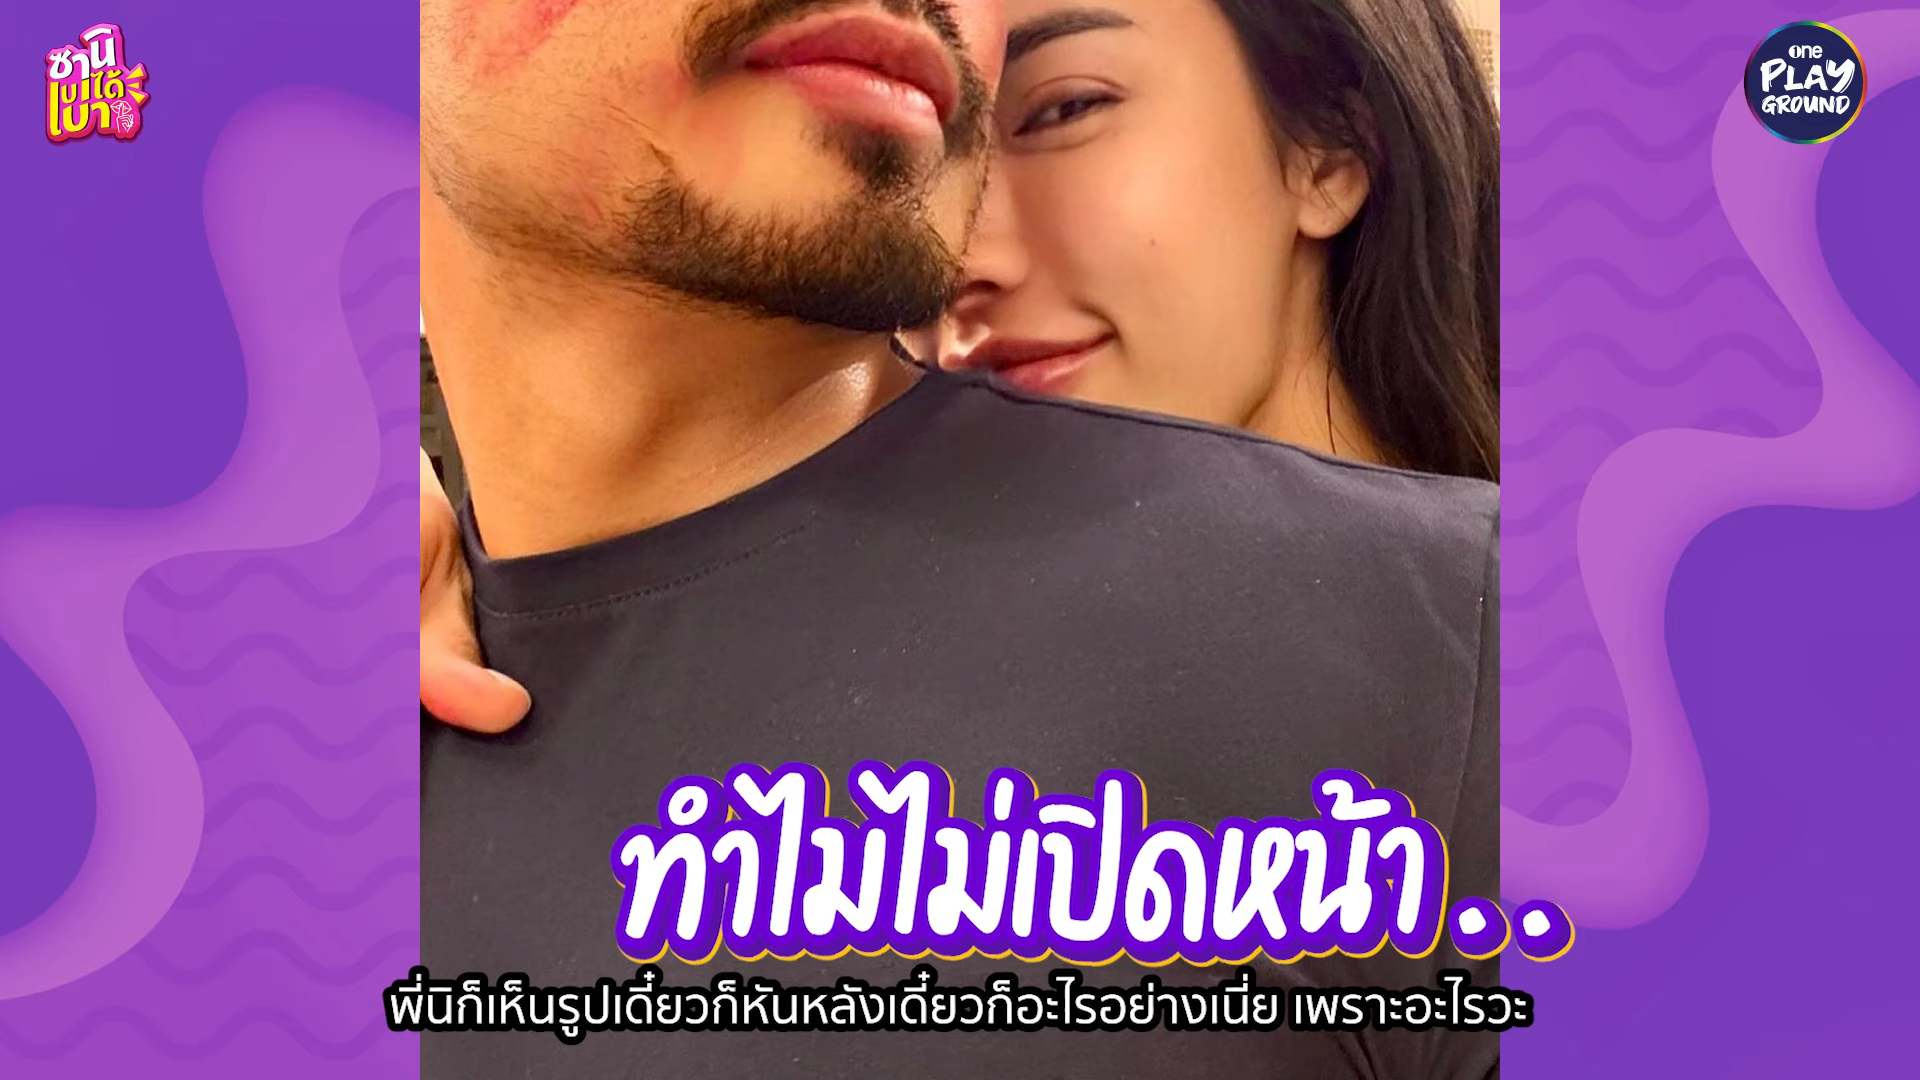 ซานิ
ไบ่ได้
เบา
one
PLAY
GROUND
ทำไมไม่เปิดหน้า..
พี่นิก็เห็นรูปเดี๋ยวก็หันหลังเดี๋ยวก็อะไรอย่างเนี่ย เพราะอะไรวะ